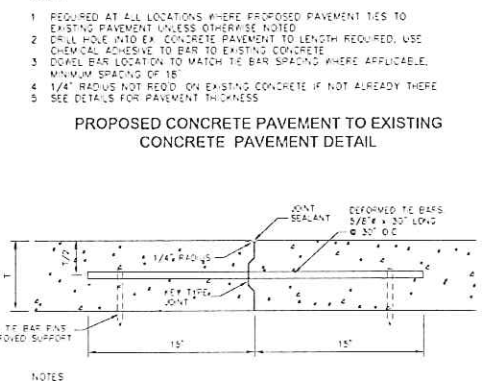 1 REQUIRED AT ALL LOCATIONS WHERE PROPOSED PAVEMENT TIES TO
EXISTING PAVEMENT UNLESS OTHERWISE NOTED
2 DRILL HOLE INTO EX CONCRETE PAVEMENT TO LENGTH REQUIRED, USE
CHEMICAL ADHESIVE TO BAR TO EXISTING CONCRETE
3 DOWEL BAR LOCATION TO MATCH TIE BAR SPACING WHERE APPLICABLE,
MINIMUM SPACING OF 18"
4 1/4" RADIUS NOT REQ'D ON EXISTING CONCRETE IF NOT ALREADY THERE
5 SEE DETAILS FOR PAVEMENT THICKNESS
PROPOSED CONCRETE PAVEMENT TO EXISTING
CONCRETE PAVEMENT DETAIL
JOINT
SEALANT
DEFORMED TIE BARS
5/8"ø x 30" LONG
@ 30" O C
1/4" RADIUS
T/2
T
KEY TYPE
JOINT
TIE BAR PINS
OVED SUPPORT
15"
15"
NOTES